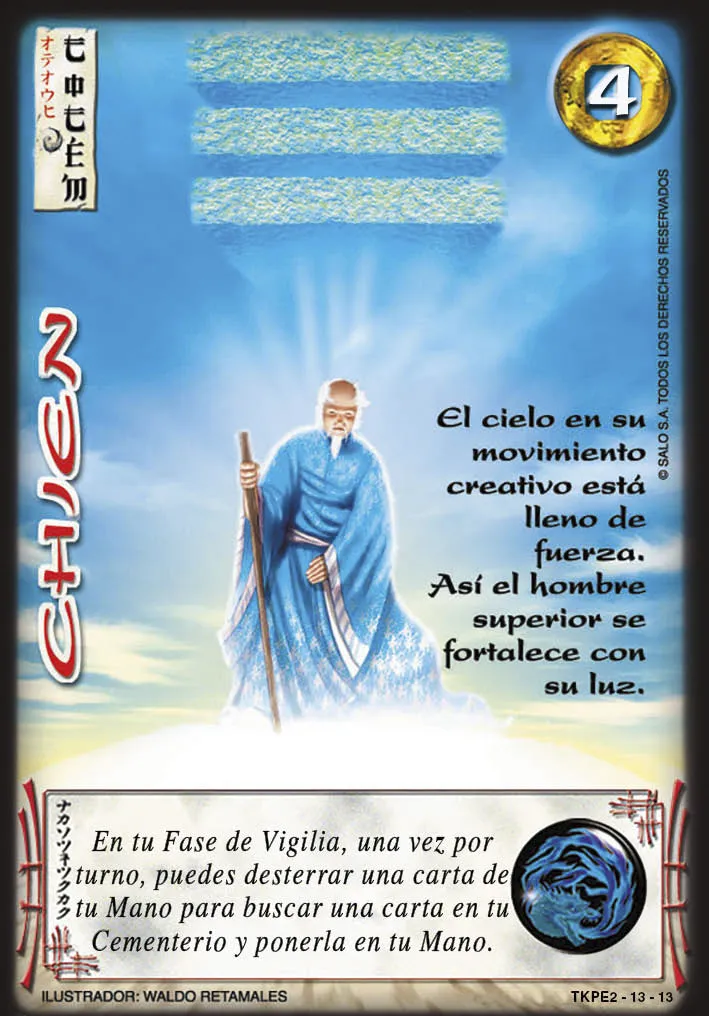 オテオウヒ
4
© SALO S.A. TODOS LOS DERECHOS RESERVADOS
CHIEN
El cielo en su
movimiento
creativo está
lleno de
fuerza.
Así el hombre
superior se
fortalece con
su luz.
ナカソツネツクカク
En tu Fase de Vigilia, una vez por
turno, puedes desterrar una carta de
tu Mano para buscar una carta en tu
Cementerio y ponerla en tu Mano.
ILUSTRADOR: WALDO RETAMALES
TKPE2 - 13 - 13